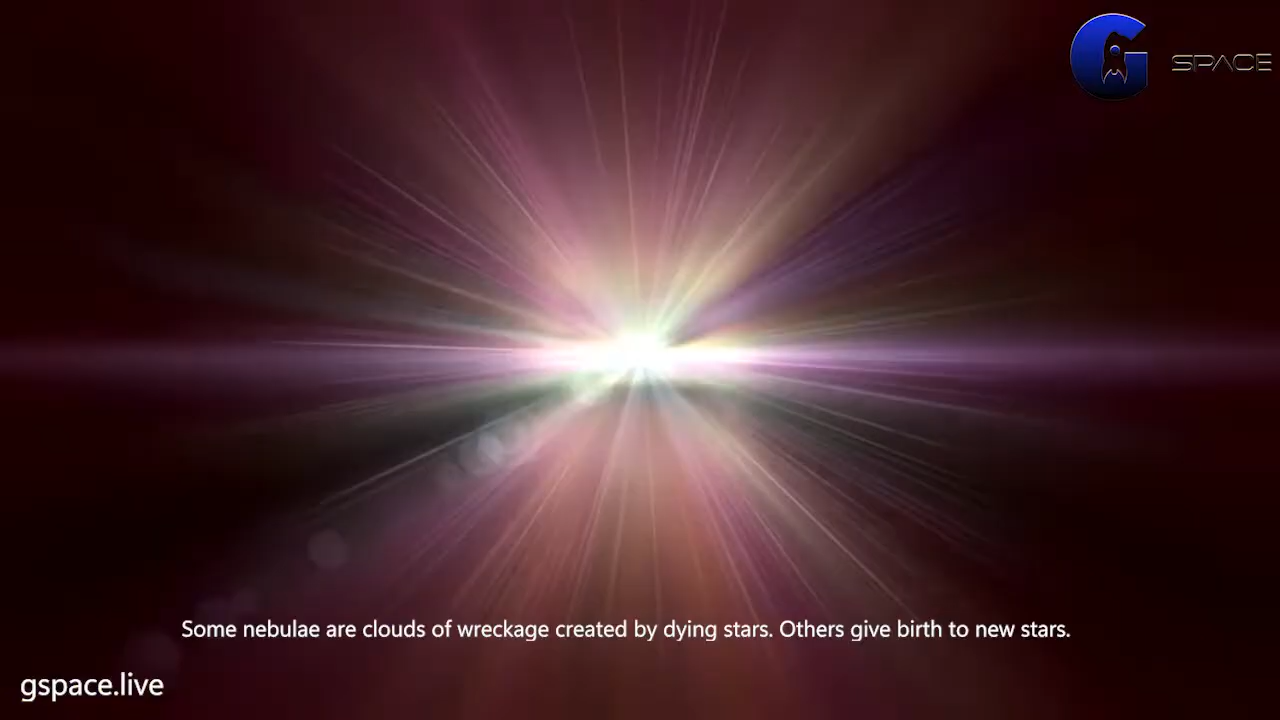 G SPACE
Some nebulae are clouds of wreckage created by dying stars. Others give birth to new stars.
gspace.live